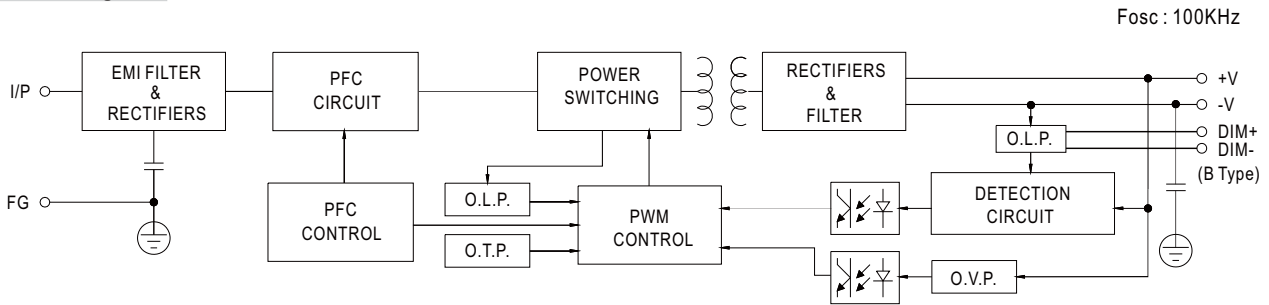 Fosc : 100KHz
I/P
EMI FILTER
&
RECTIFIERS
PFC
CIRCUIT
POWER
SWITCHING
RECTIFIERS
&
FILTER
+V
-V
DIM+
DIM-
(B Type)
O.L.P.
FG
PFC
CONTROL
O.L.P.
O.T.P.
PWM
CONTROL
DETECTION
CIRCUIT
O.V.P.